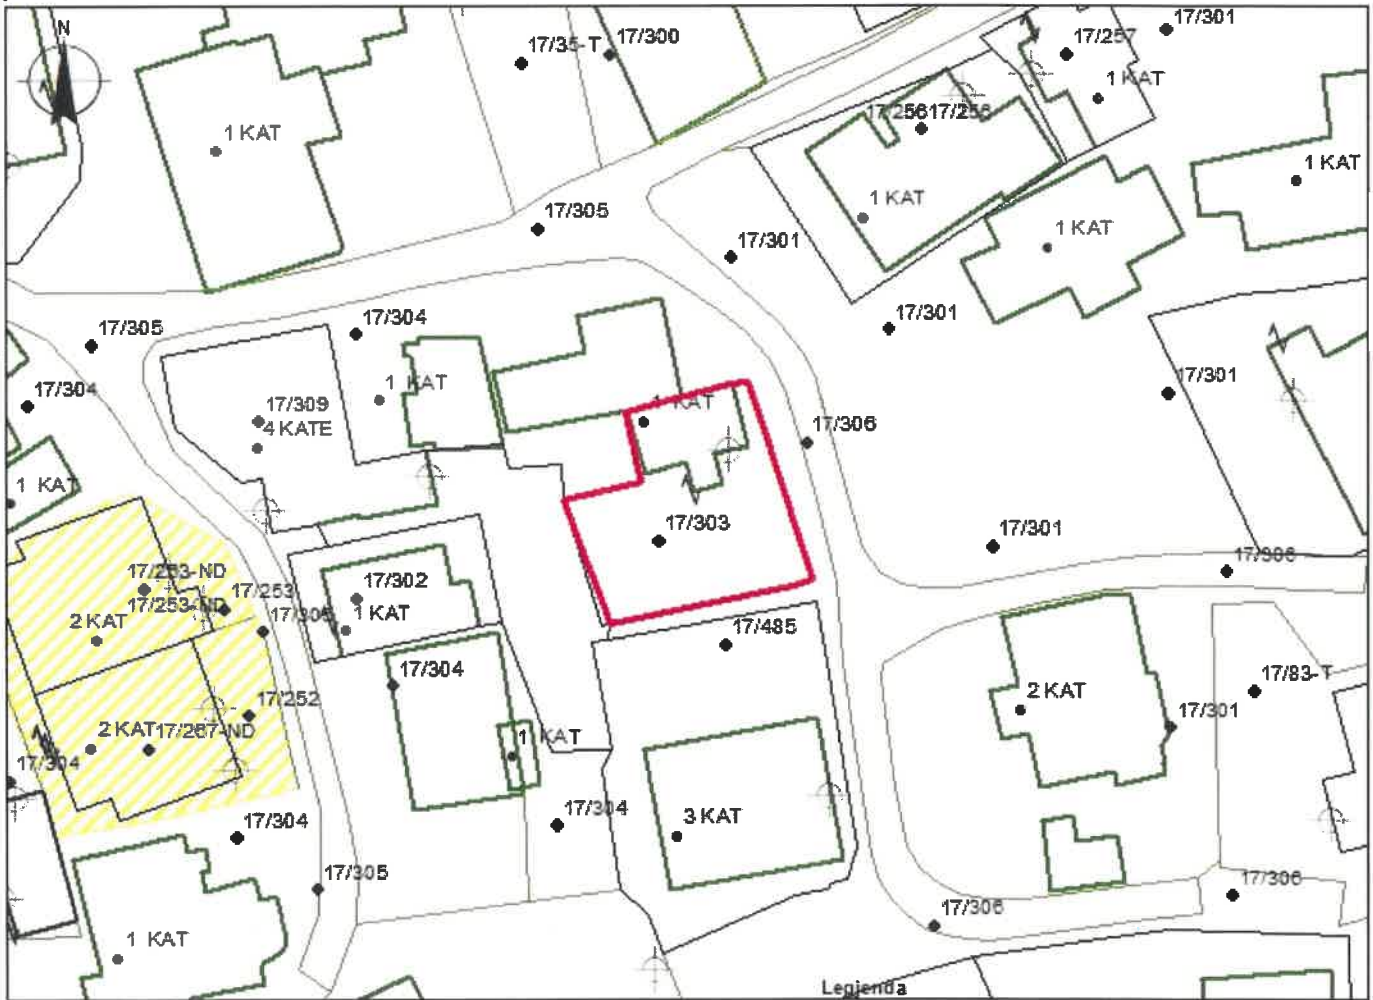 N
17/301
17/35-T
17/300
17/257
1 KAT
17/256
17/256
1 KAT
1 KAT
1 KAT
17/305
1 KAT
17/301
17/305
17/304
17/301
17/304
1 KAT
1 KAT
17/301
17/309
4 KATE
17/306
1 KAT
17/303
17/301
17/306
17/253-ND
17/302
17/253
17/253-ND
17/305
1 KAT
2 KAT
17/485
17/304
17/83-T
2 KAT
17/252
17/301
2 KAT
17/267-ND
1 KAT
17/304
17/304
3 KAT
17/304
17/305
17/306
17/306
1 KAT
Legjenda